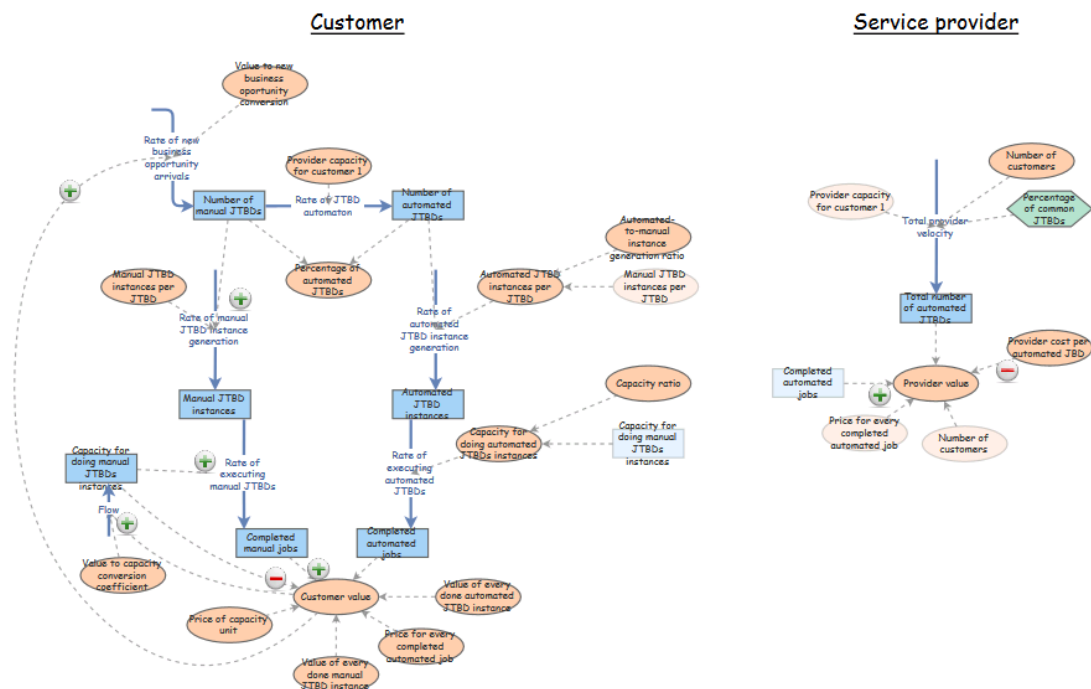 Customer
Service provider
Value to new
business
oportunity
conversion
Rate of new
business
opportunity
arrivals
Provider capacity
for customer 1
Number of
manual JTBDs
Rate of JTBD
automaton
Number of
automated
JTBDs
Percentage of
automated JTBDs
Manual JTBD
instances per
JTBD
Rate of manual
JTBD instance
generation
Rate of
automated
JTBD instance
generation
Automated-
to-manual
instance
generation ratio
Automated JTBD
instances per
JTBD
Manual JTBD
instances per
JTBD
Manual JTBD
instances
Automated
JTBD instances
Capacity ratio
Capacity for
doing automated
JTBDs instances
Capacity for
doing manual
JTBDs
instances
Capacity for
doing manual
JTBDs
instances
Rate of
executing
manual JTBDs
Rate of
executing
automated
JTBDs
Flow
Completed
manual jobs
Completed
automated jobs
Value to capacity
conversion
coefficient
Customer value
Value of every
done automated
JTBD instance
Price of capacity
unit
Price for every
completed
automated job
Value of every
done manual
JTBD instance
Number of
customers
Provider capacity
for customer 1
Percentage
of common
JTBDs
Total provider
velocity
Total number
of automated
JTBDs
Provider cost per
automated JBD
Completed
automated
jobs
Provider value
Price for every
completed
automated job
Number of
customers